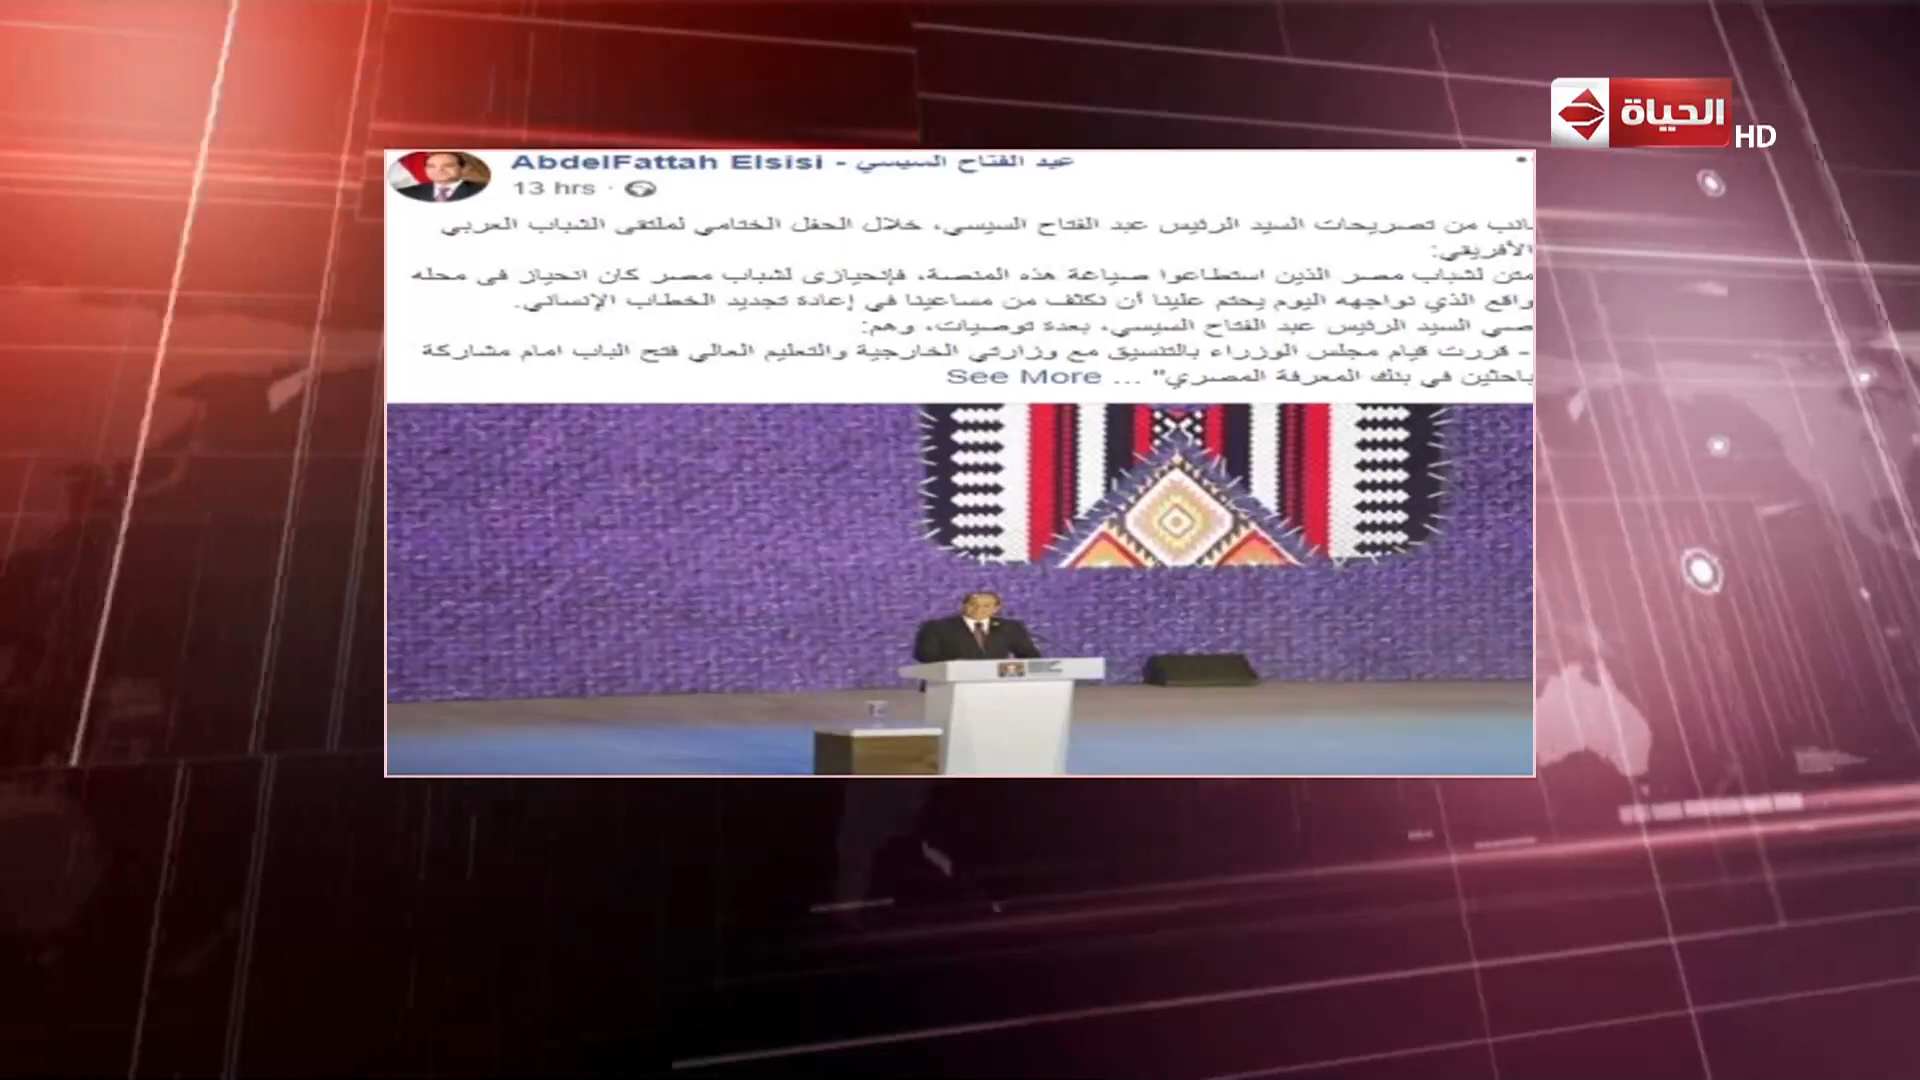 الحياة
HD
AbdelFattah Elsisi - عبد الفتاح السيسي
13 hrs ·
من تصريحات السيد الرئيس عبد الفتاح السيسي، خلال الحفل الختامي لملتقى الشباب العربي
الأفريقي:
لشباب مصر الذين استطاعوا صياغة هذه المنصة، فإنحيازى لشباب مصر كان انحياز فى محله
الذي نواجهه اليوم يحتم علينا أن نكثف من مساعينا في إعادة تجديد الخطاب الإنساني.
السيد الرئيس عبد الفتاح السيسي، بعدة توصيات، وهم:
- قررت قيام مجلس الوزراء بالتنسيق مع وزارتي الخارجية والتعليم العالي فتح الباب امام مشاركة
باحثين في بنك المعرفة المصري" ... See More